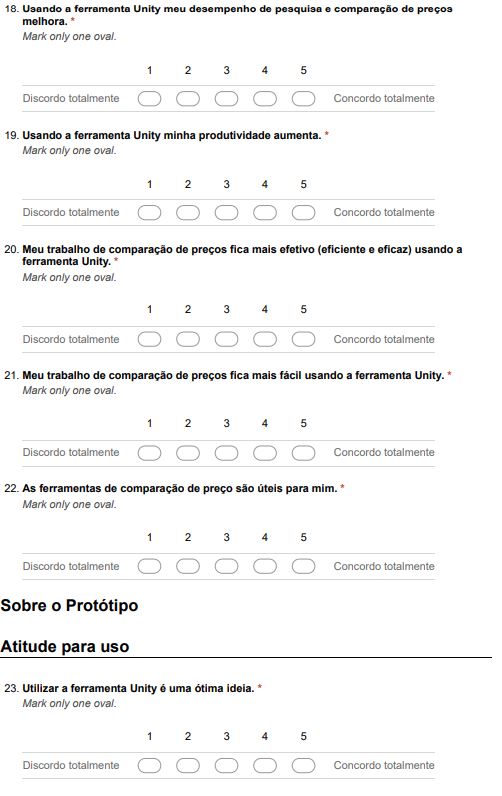 18. Usando a ferramenta Unity meu desempenho de pesquisa e comparação de preços
melhora. *
Mark only one oval.
1 2 3 4 5
Discordo totalmente Concordo totalmente
19. Usando a ferramenta Unity minha produtividade aumenta. *
Mark only one oval.
1 2 3 4 5
Discordo totalmente Concordo totalmente
20. Meu trabalho de comparação de preços fica mais efetivo (eficiente e eficaz) usando a
ferramenta Unity. *
Mark only one oval.
1 2 3 4 5
Discordo totalmente Concordo totalmente
21. Meu trabalho de comparação de preços fica mais fácil usando a ferramenta Unity. *
Mark only one oval.
1 2 3 4 5
Discordo totalmente Concordo totalmente
22. As ferramentas de comparação de preço são úteis para mim. *
Mark only one oval.
1 2 3 4 5
Discordo totalmente Concordo totalmente
Sobre o Protótipo
Atitude para uso
23. Utilizar a ferramenta Unity é uma ótima ideia. *
Mark only one oval.
1 2 3 4 5
Discordo totalmente Concordo totalmente